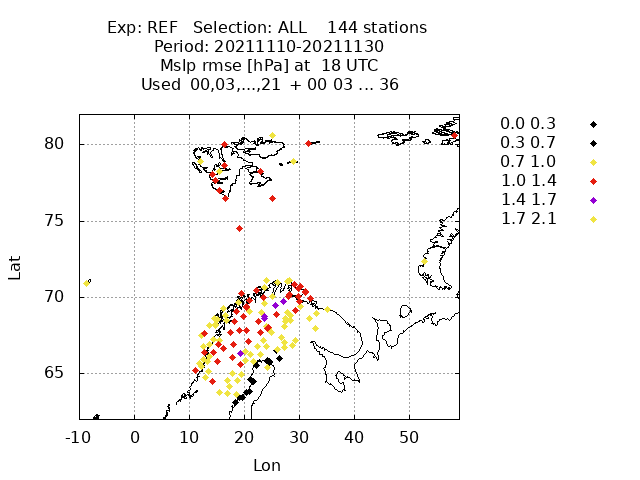 Exp: REF   Selection: ALL    144 stations
Period: 20211110-20211130
Mslp rmse [hPa] at  18 UTC
Used  00,03,...,21  + 00 03 ... 36
0.0 0.3
0.3 0.7
0.7 1.0
1.0 1.4
1.4 1.7
1.7 2.1
80
75
70
65
Lat
-10 0 10 20 30 40 50
Lon